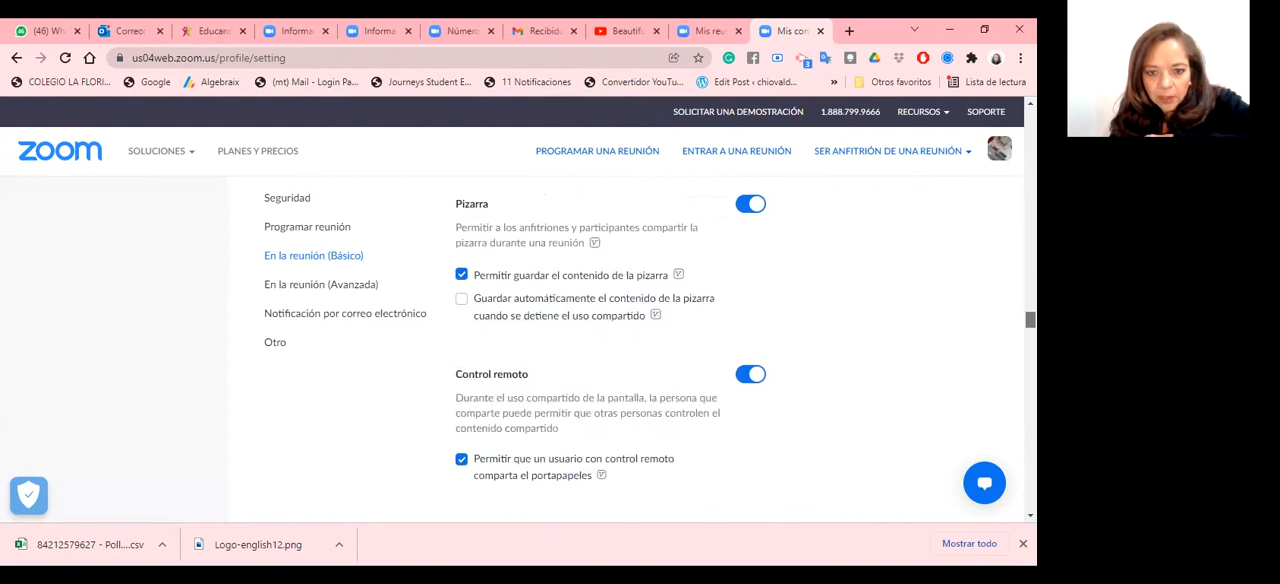 (46) Wh
Correo:
Educan
Informa
Informa
Número
Recibid
Beautif
Mis reu
Mis con
us04web.zoom.us/profile/setting
3
COLEGIO LA FLORI...
Google
Algebraix
(mt) Mail - Login Pa...
Journeys Student E...
11 Notificaciones
Convertidor YouTu...
Edit Post ‹ chiovald...
»
Otros favoritos
Lista de lectura
SOLICITAR UNA DEMOSTRACIÓN
1.888.799.9666
RECURSOS
SOPORTE
zoom
SOLUCIONES
PLANES Y PRECIOS
PROGRAMAR UNA REUNIÓN
ENTRAR A UNA REUNIÓN
SER ANFITRIÓN DE UNA REUNIÓN
Seguridad
Programar reunión
En la reunión (Básico)
En la reunión (Avanzada)
Notificación por correo electrónico
Otro
Pizarra
Permitir a los anfitriones y participantes compartir la
pizarra durante una reunión
Permitir guardar el contenido de la pizarra
Guardar automáticamente el contenido de la pizarra
cuando se detiene el uso compartido
Control remoto
Durante el uso compartido de la pantalla, la persona que
comparte puede permitir que otras personas controlen el
contenido compartido
Permitir que un usuario con control remoto
comparta el portapapeles
84212579627 - Poll....csv
Logo-english12.png
Mostrar todo